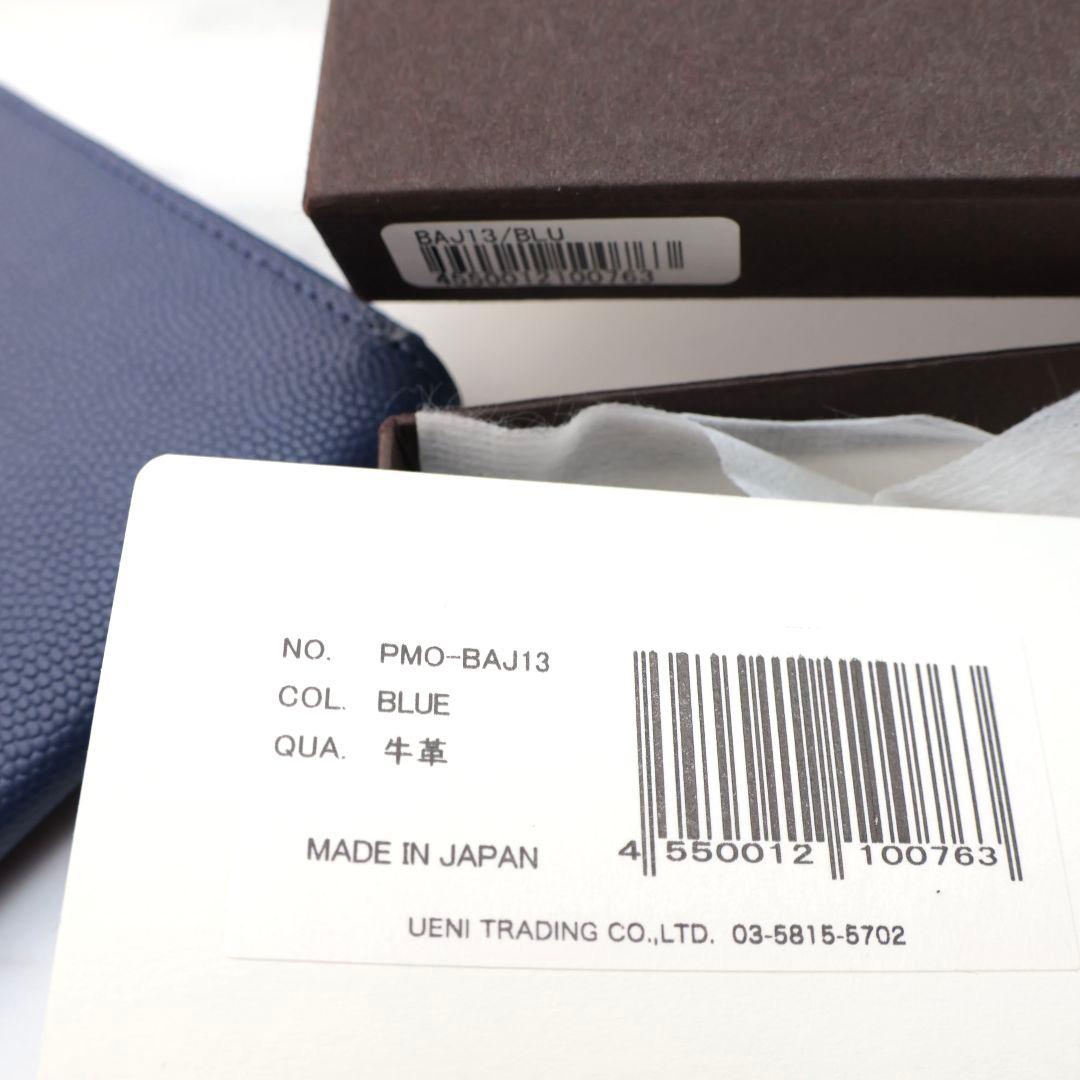 BAJ13/BLU
4550012100763
NO. PMO-BAJ13
COL. BLUE
QUA. 牛革
MADE IN JAPAN
4 550012 100763
UENI TRADING CO.,LTD. 03-5815-5702